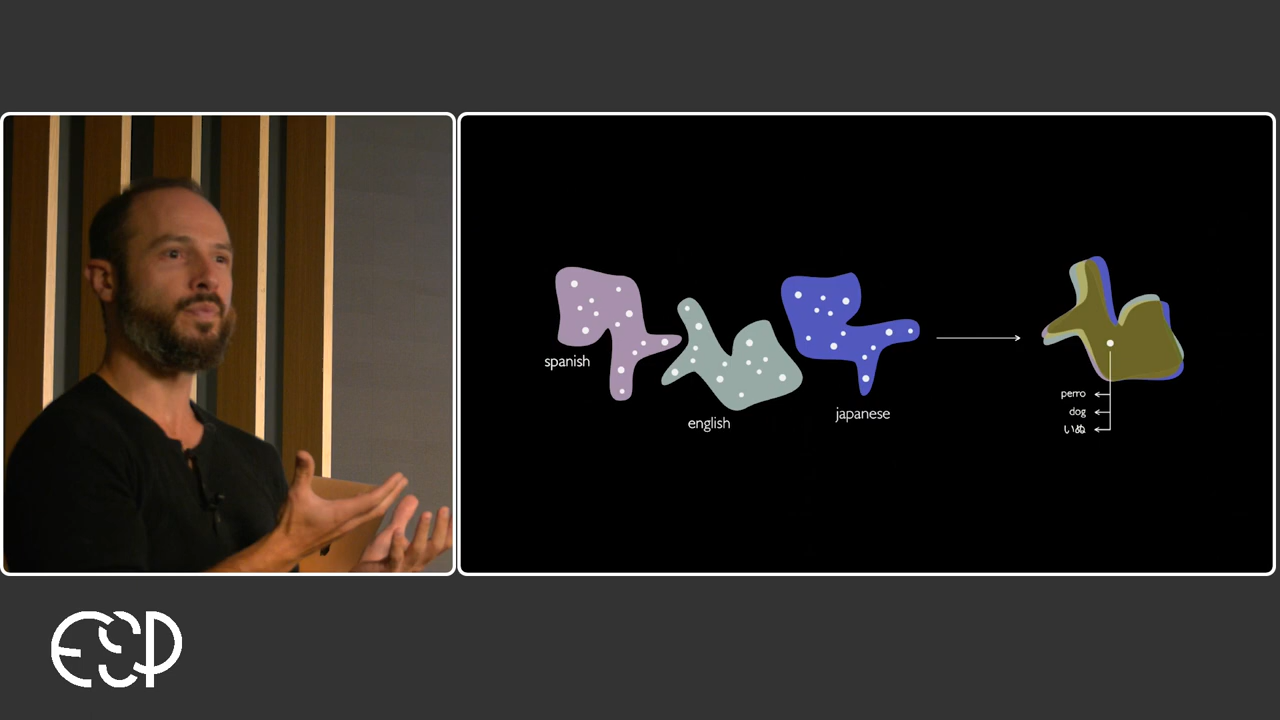 spanish
english
japanese
perro
dog
いぬ
ESP